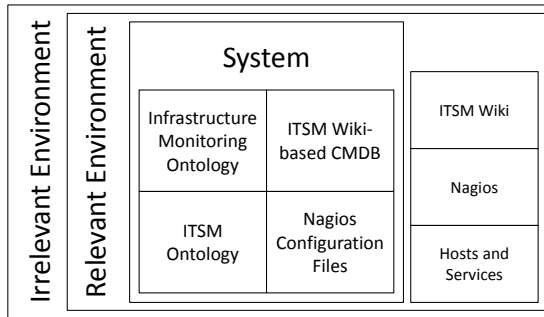 Irrelevant Environment
Relevant Environment
System
Infrastructure
Monitoring
Ontology
ITSM Wiki-
based CMDB
ITSM
Ontology
Nagios
Configuration
Files
ITSM Wiki
Nagios
Hosts and
Services